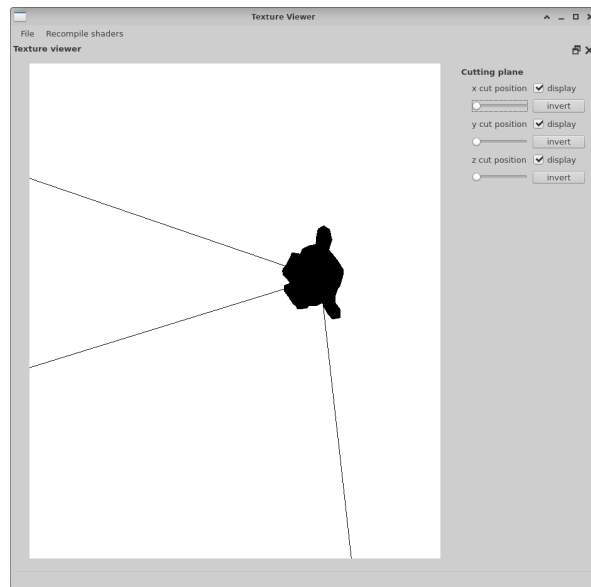 Texture Viewer
File Recompile shaders
Texture viewer
Cutting plane
x cut position display
invert
y cut position display
invert
z cut position display
invert